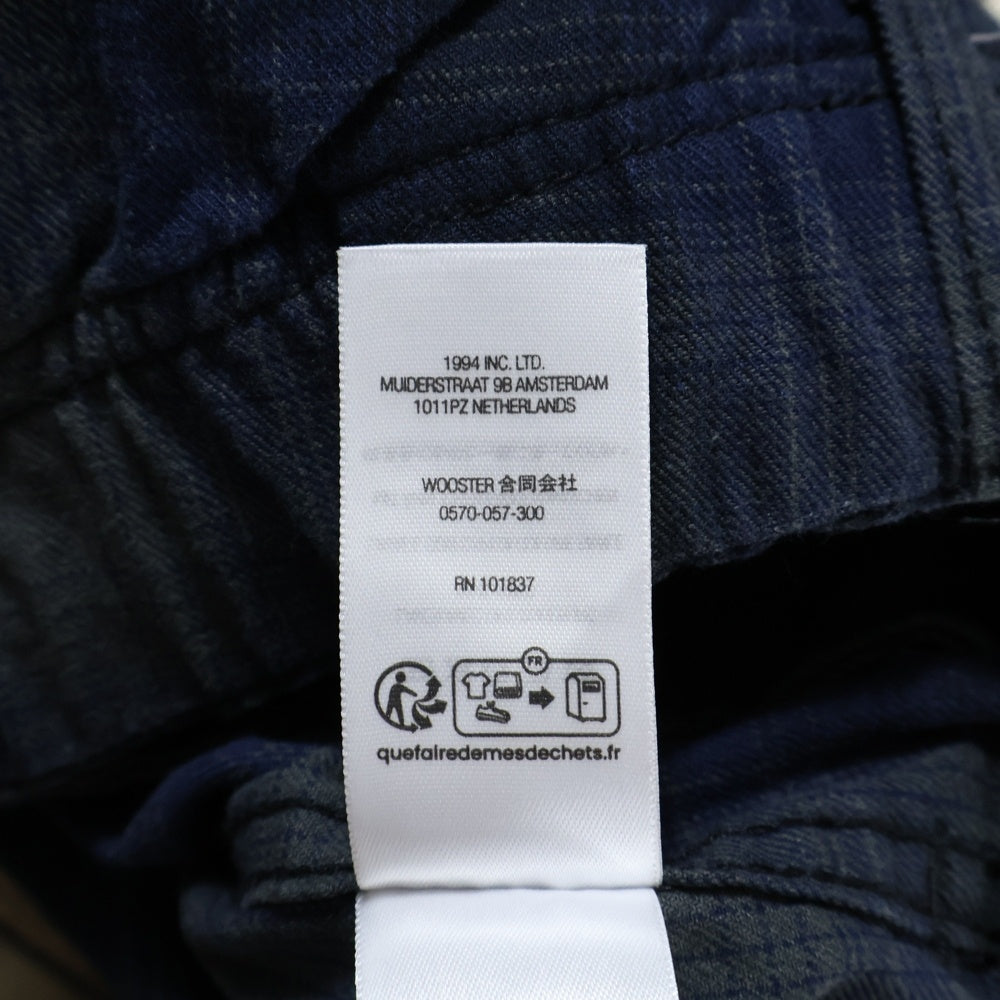 1994 INC. LTD.
MUIDERSTRAAT 9B AMSTERDAM
1011PZ NETHERLANDS
WOOSTER 合同会社
0570-057-300
RN 101837
FR
quefairedemesdechets.fr